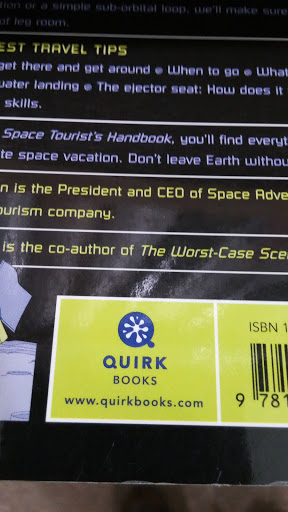 tion or a simple sub-orbital loop, we'll make sure
of leg room.
EST TRAVEL TIPS
get there and get around When to go What
water landing The ejector seat: How does it
skills.
Space Tourist's Handbook, you'll find everyt
te space vacation. Don't leave Earth withou
n is the President and CEO of Space Adve
ourism company.
is the co-author of The Worst-Case Sce
QUIRK
BOOKS
www.quirkbooks.com
ISBN 1
9 781